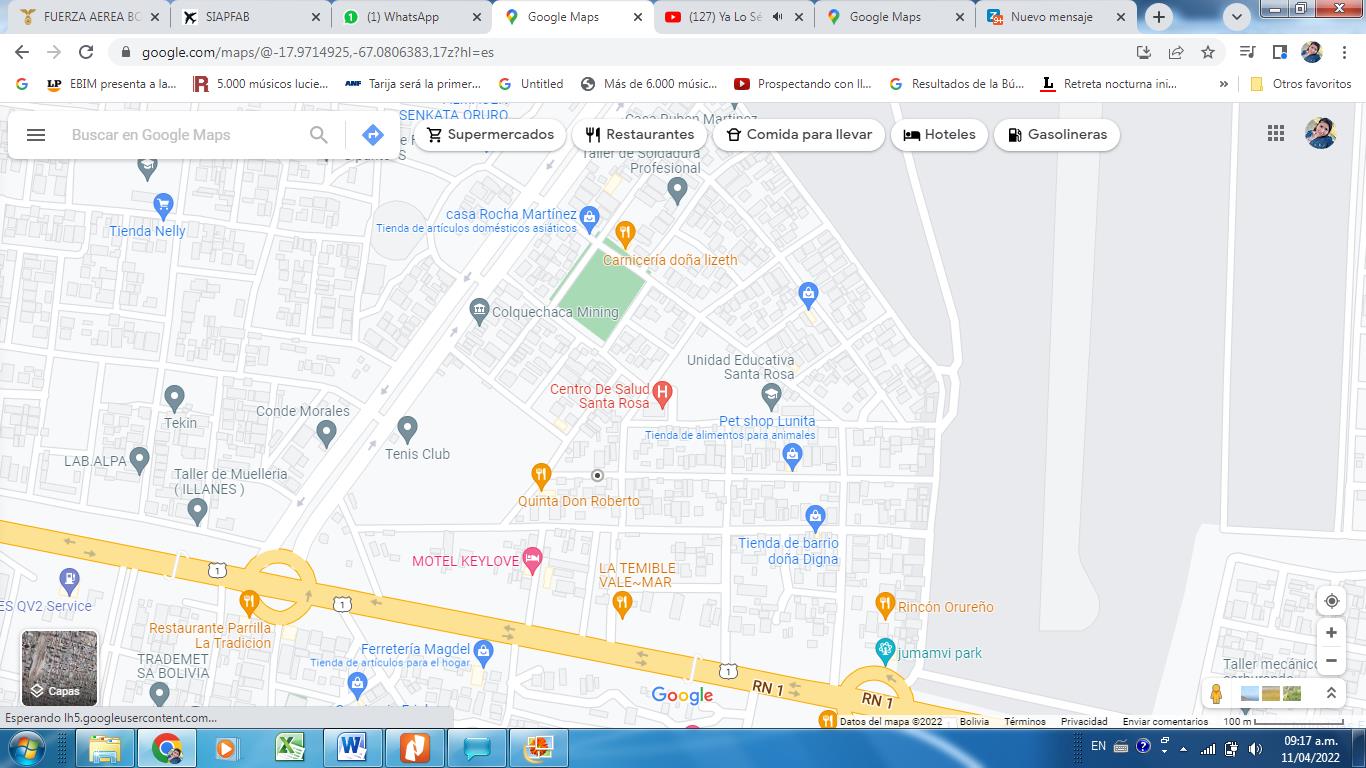 FUERZA AEREA BO
SIAPFAB
(1) WhatsApp
Google Maps
(127) Ya Lo Sé
Google Maps
Nuevo mensaje
google.com/maps/@-17.9714925,-67.0806383,17z?hl=es
EBIM presenta a la...
5.000 músicos lucie...
Tarija será la primer...
Untitled
Más de 6.000 músic...
Prospectando con ll...
Resultados de la Bú...
Retreta nocturna ini...
»
Otros favoritos
SENKATA ORURO
Casa Ruben Martinez
Buscar en Google Maps
Supermercados
Restaurantes
Comida para llevar
Hoteles
Gasolineras
Taller de Soldadura
Profesional
casa Rocha Martínez
Tienda de artículos domésticos asiáticos
Tienda Nelly
Carnicería doña lizeth
Colquechaca Mining
Unidad Educativa
Santa Rosa
Centro De Salud
Santa Rosa
Tekin
Conde Morales
Pet shop Lunita
Tienda de alimentos para animales
Tenis Club
LAB.ALPA
Taller de Muelleria
( ILLANES )
Quinta Don Roberto
Tienda de barrio
doña Digna
MOTEL KEYLOVE
LA TEMIBLE
VALE~MAR
1
1
ES QV2 Service
Rincón Orureño
Restaurante Parrilla
La Tradición
Ferretería Magdel
Tienda de artículos para el hogar
jumamvi park
TRADEMET
SA BOLIVIA
1
RN 1
RN 1
Taller mecánico
Capas
Google
Esperando lh5.googleusercontent.com...
Datos del mapa ©2022
Bolivia
Términos
Privacidad
Enviar comentarios
100 m
EN
09:17 a.m.
11/04/2022